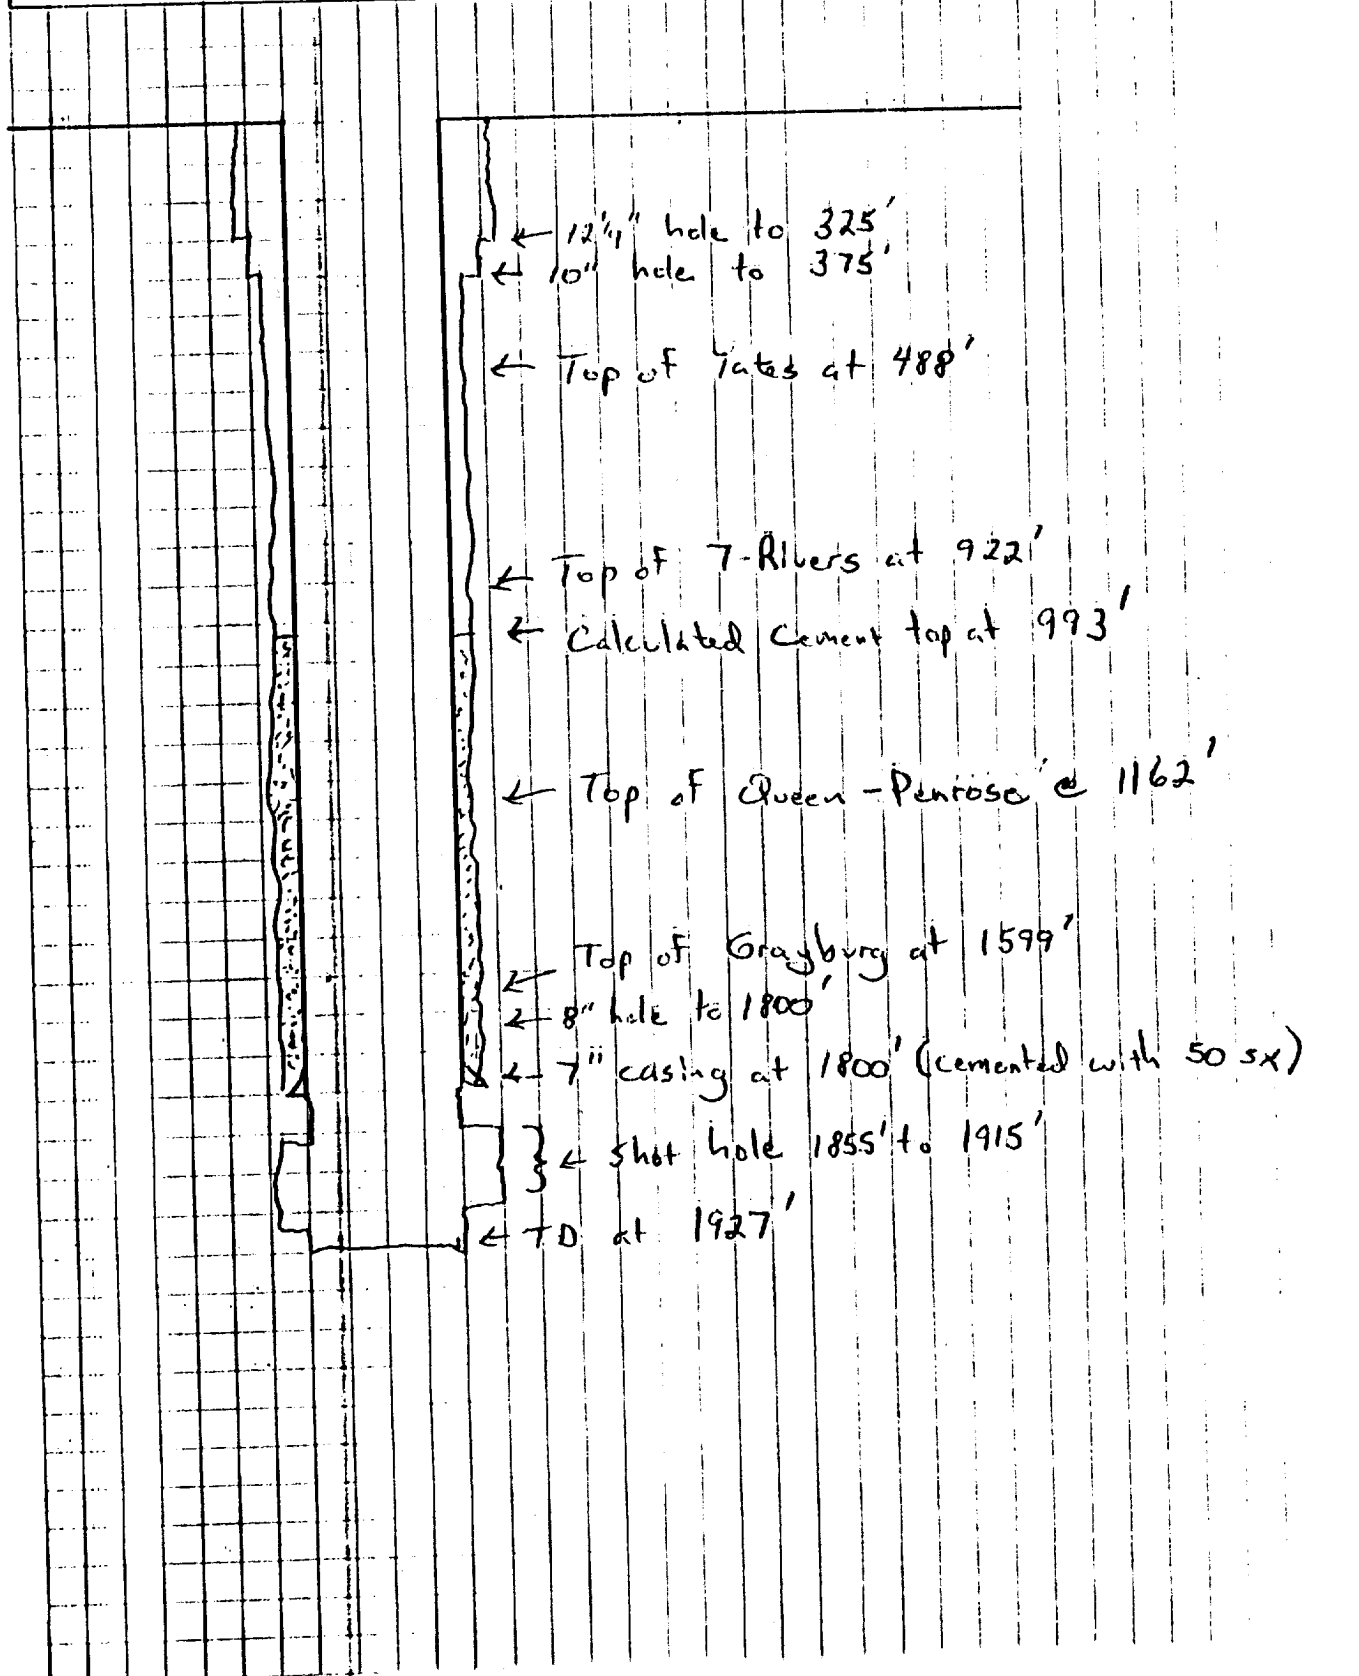 ← 12¼" hole to 325'
← 10" hole to 375'
← Top of Yates at 488'
← Top of 7-Rivers at 922'
← Calculated Cement top at 993'
← Top of Queen-Penrose @ 1162'
← Top of Grayburg at 1599'
← 8" hole to 1800'
← 7" casing at 1800' (cemented with 50 sx)
} ← shot hole 1855' to 1915'
← TD at 1927'